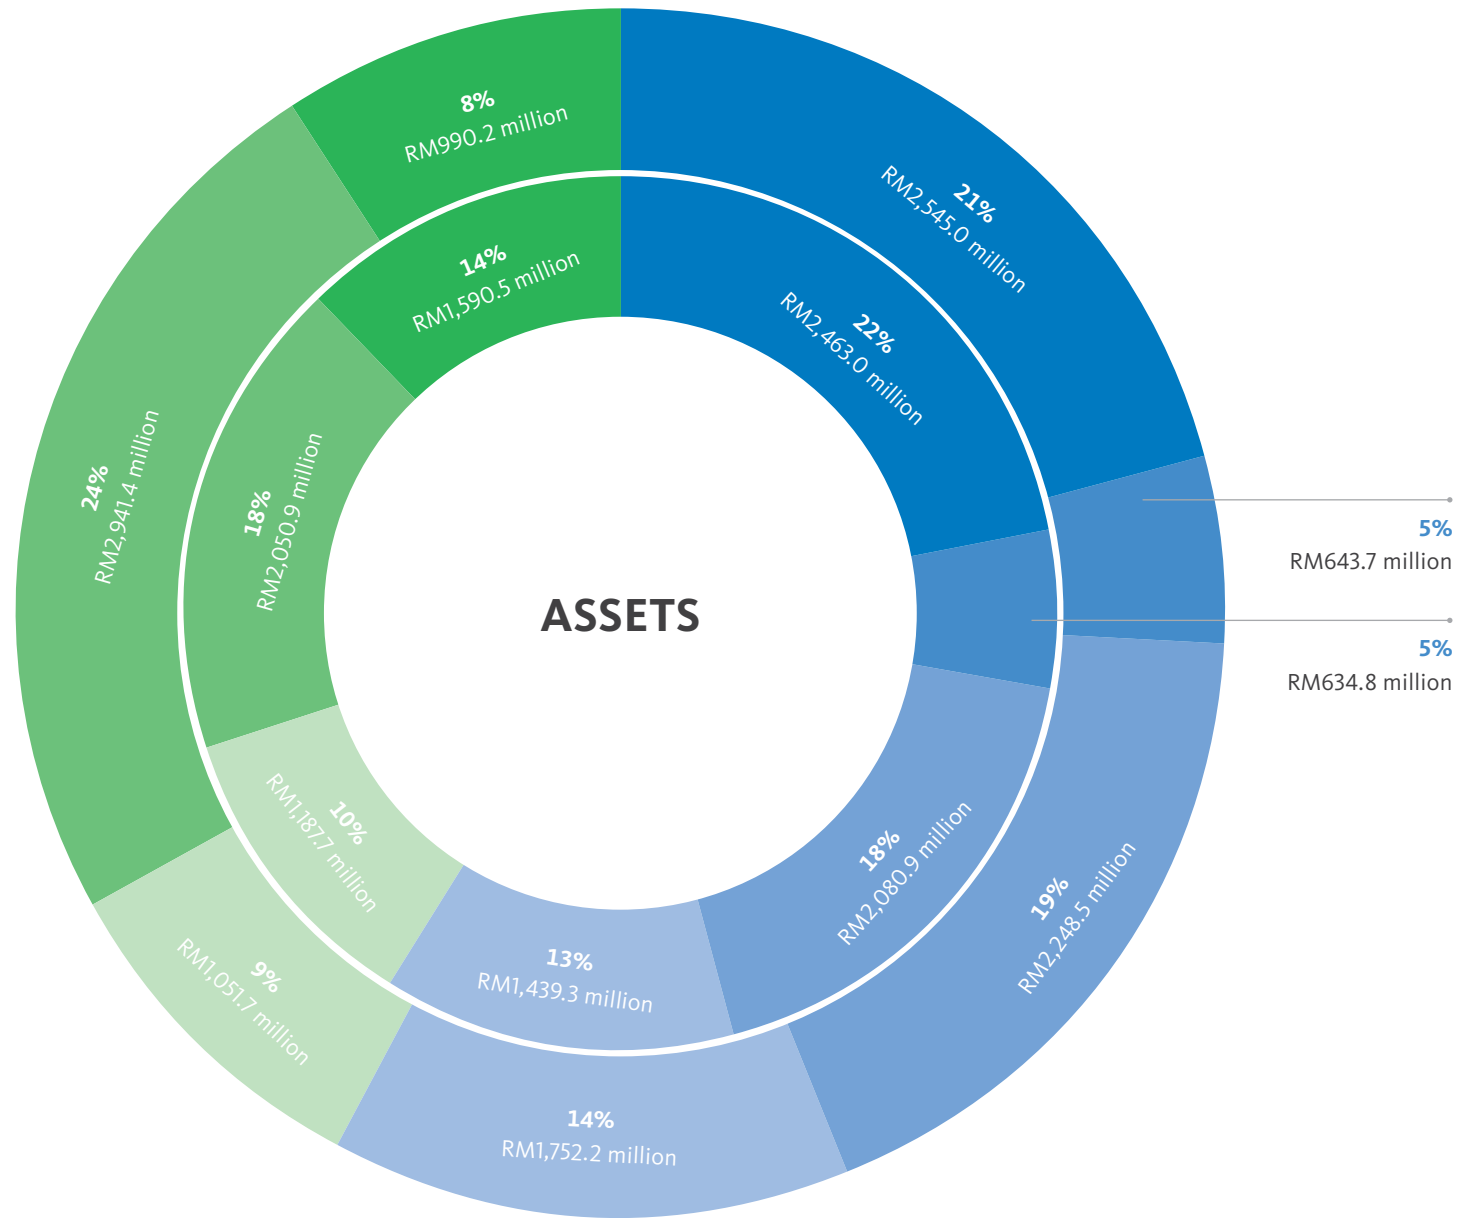 8%
RM990.2 million
21%
RM2,545.0 million
14%
RM1,590.5 million
22%
RM2,463.0 million
24%
RM2,941.4 million
18%
RM2,050.9 million
5%
RM643.7 million
ASSETS
5%
RM634.8 million
10%
RM1,187.7 million
18%
RM2,080.9 million
19%
RM2,248.5 million
13%
RM1,439.3 million
9%
RM1,051.7 million
14%
RM1,752.2 million